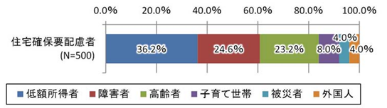 0.0% 20.0% 40.0% 60.0% 80.0% 100.0%
4.0%
住宅確保要配慮者
(N=500)
36.2% 24.6% 23.2% 8.0% 4.0%
低額所得者 障害者 高齢者 子育て世帯 被災者 外国人